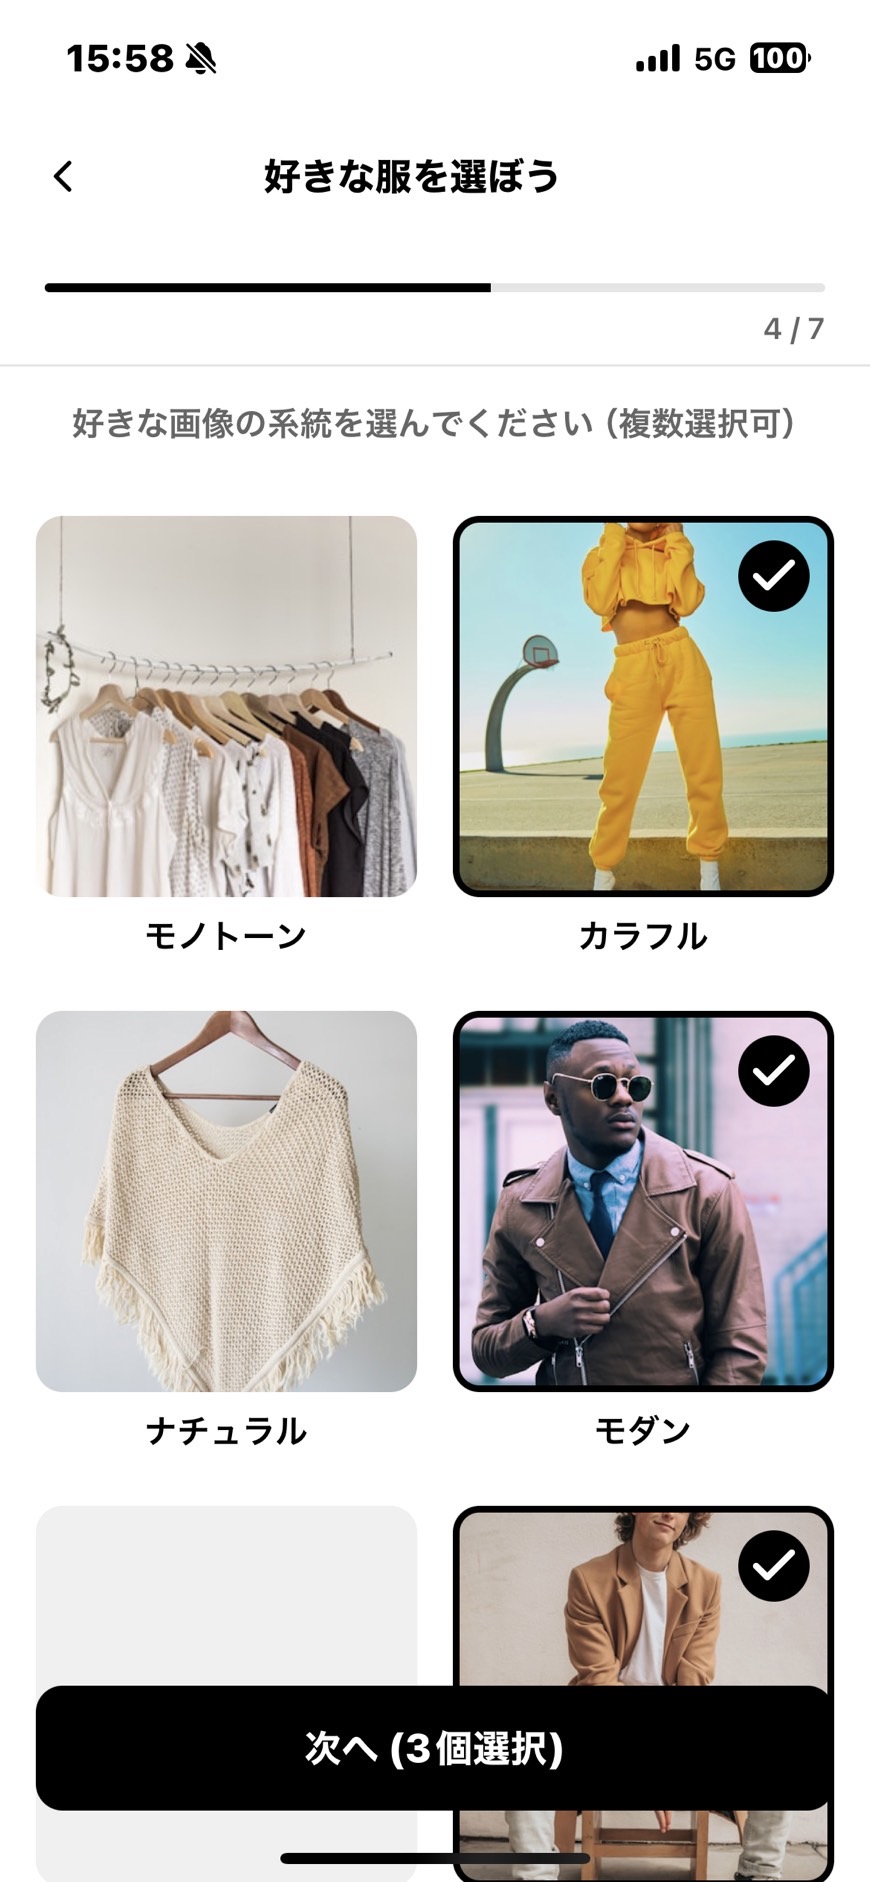 15:58
5G 100
好きな服を選ぼう
4 / 7
好きな画像の系統を選んでください（複数選択可）
モノトーン
カラフル
ナチュラル
モダン
次へ (3個選択)